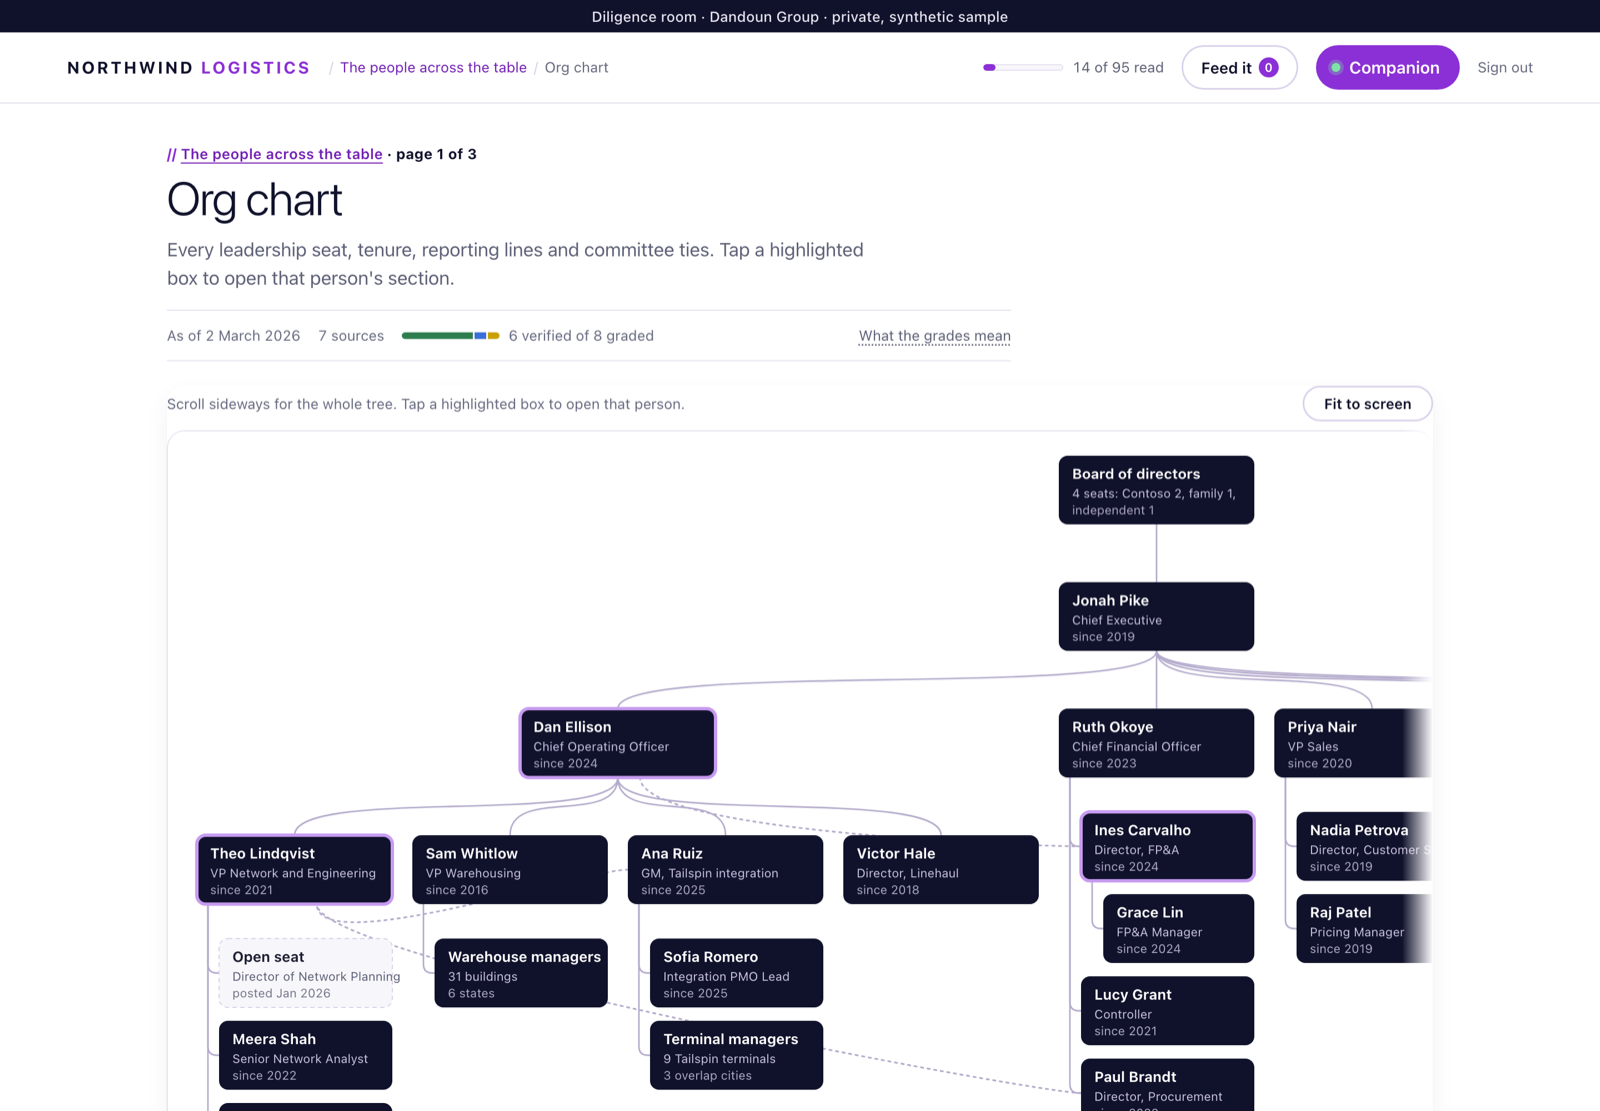 Diligence room · Dandoun Group · private, synthetic sample
NORTHWIND LOGISTICS / The people across the table / Org chart
14 of 95 read
Feed it 0
Companion
Sign out
// The people across the table · page 1 of 3
Org chart
Every leadership seat, tenure, reporting lines and committee ties. Tap a highlighted
box to open that person's section.
As of 2 March 2026
7 sources
6 verified of 8 graded
What the grades mean
Scroll sideways for the whole tree. Tap a highlighted box to open that person.
Fit to screen
Board of directors
4 seats: Contoso 2, family 1,
independent 1
Jonah Pike
Chief Executive
since 2019
Dan Ellison
Chief Operating Officer
since 2024
Ruth Okoye
Chief Financial Officer
since 2023
Priya Nair
VP Sales
since 2020
Theo Lindqvist
VP Network and Engineering
since 2021
Sam Whitlow
VP Warehousing
since 2016
Ana Ruiz
GM, Tailspin integration
since 2025
Victor Hale
Director, Linehaul
since 2018
Ines Carvalho
Director, FP&A
since 2024
Nadia Petrova
Director, Customer
since 2019
Grace Lin
FP&A Manager
since 2024
Raj Patel
Pricing Manager
since 2019
Open seat
Director of Network Planning
posted Jan 2026
Warehouse managers
31 buildings
6 states
Sofia Romero
Integration PMO Lead
since 2025
Lucy Grant
Controller
since 2021
Meera Shah
Senior Network Analyst
since 2022
Terminal managers
9 Tailspin terminals
3 overlap cities
Paul Brandt
Director, Procurement